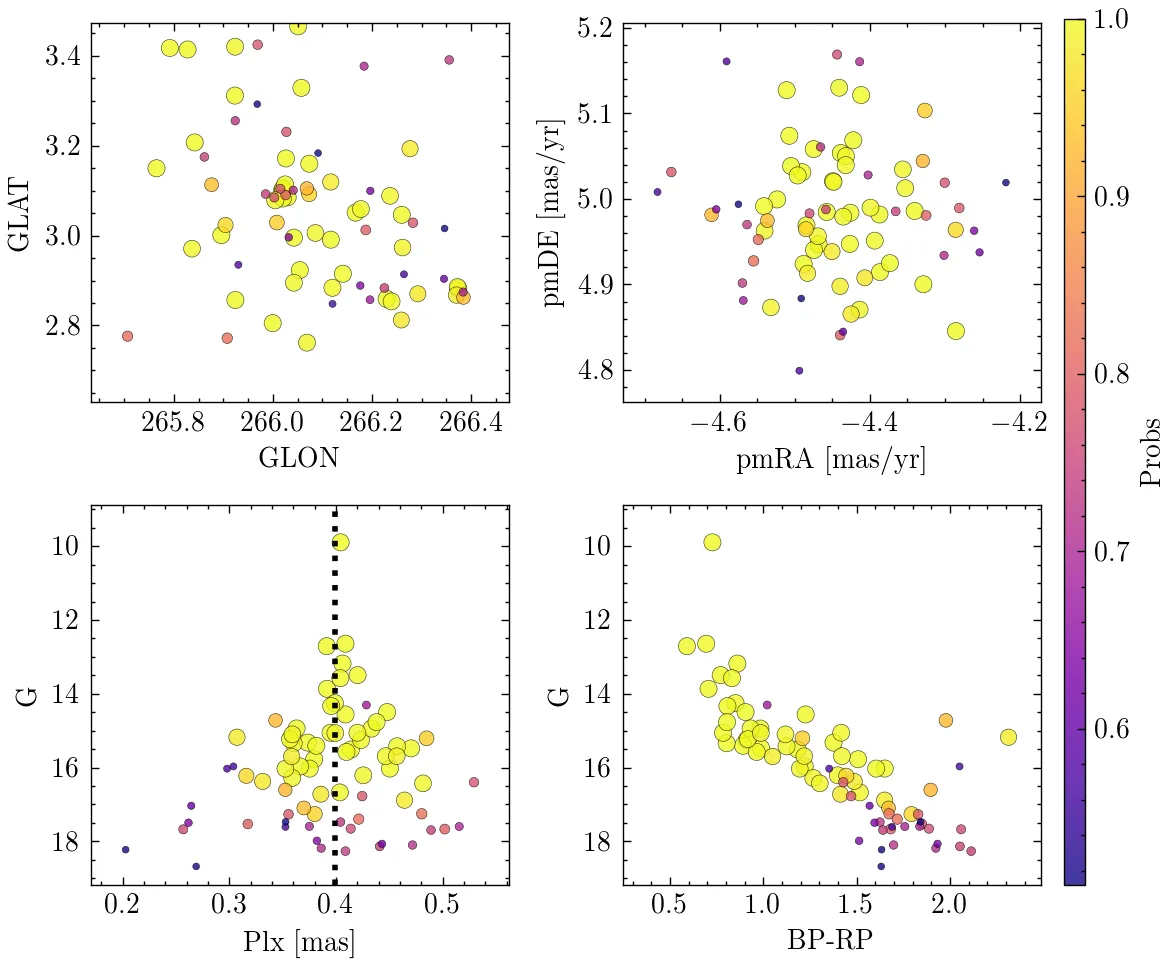 3.4
3.2
3.0
2.8
GLAT
265.8 266.0 266.2 266.4
GLON
5.2
5.1
5.0
4.9
4.8
pmDE [mas/yr]
−4.6 −4.4 −4.2
pmRA [mas/yr]
1.0
0.9
0.8
0.7
0.6
Probs
10
12
14
16
18
G
0.2 0.3 0.4 0.5
Plx [mas]
10
12
14
16
18
G
0.5 1.0 1.5 2.0
BP-RP